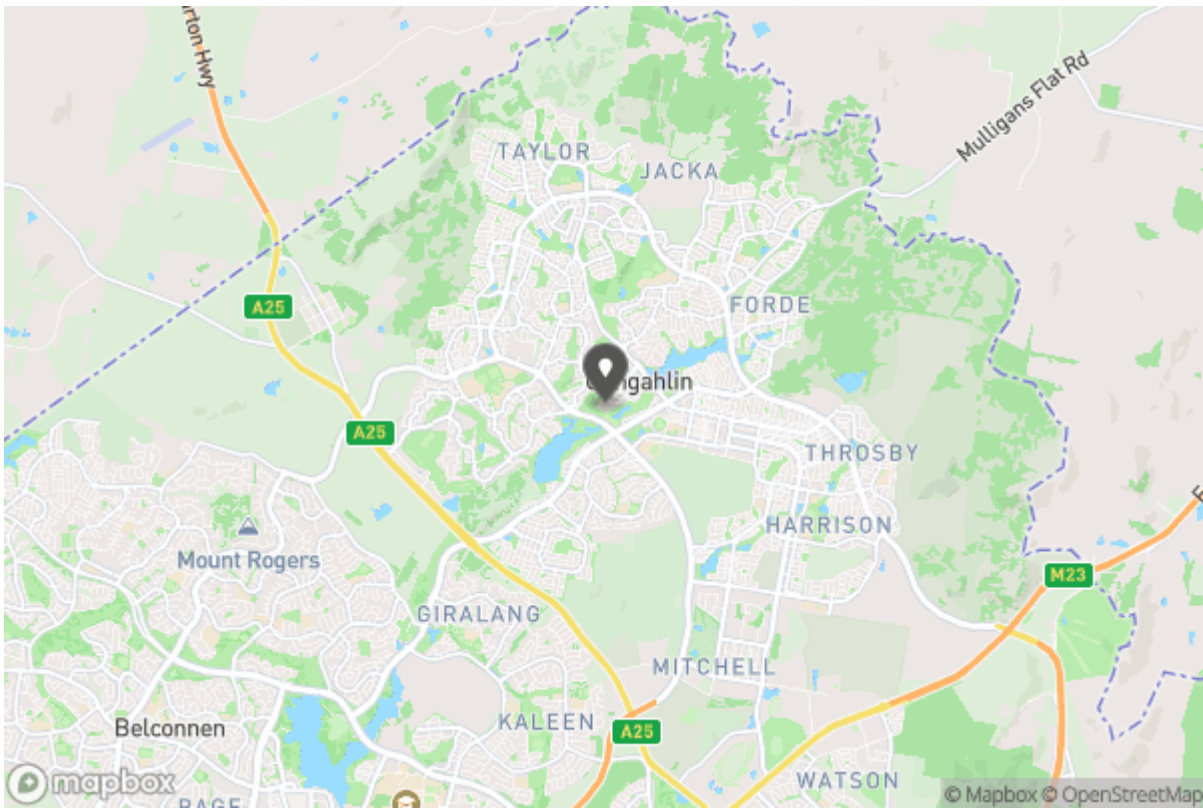 rton Hwy
Mulligans Flat Rd
TAYLOR
JACKA
A25
FORDE
A25
THROSBY
HARRISON
Mount Rogers
M23
GIRALANG
MITCHELL
Belconnen
KALEEN
A25
WATSON
mapbox
PAGE
© Mapbox © OpenStreetMap